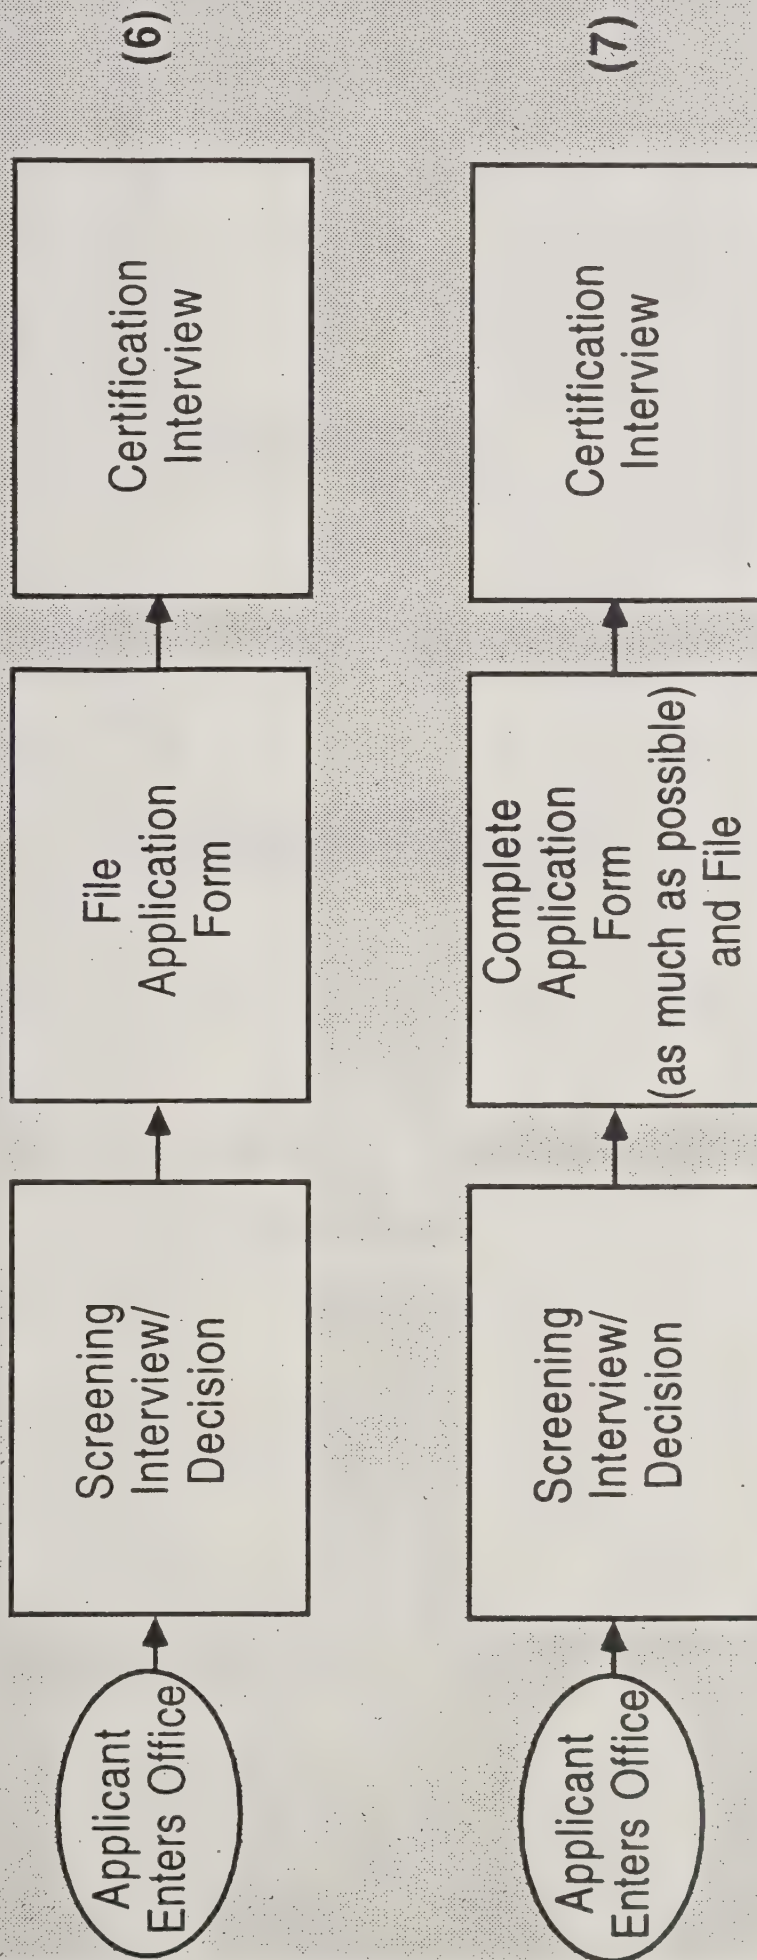 Applicant
Enters Office
Screening
Interview/
Decision
File
Application
Form
Certification
Interview
(6)
Applicant
Enters Office
Screening
Interview/
Decision
Complete
Application
Form
(as much as possible)
and File
Certification
Interview
(7)